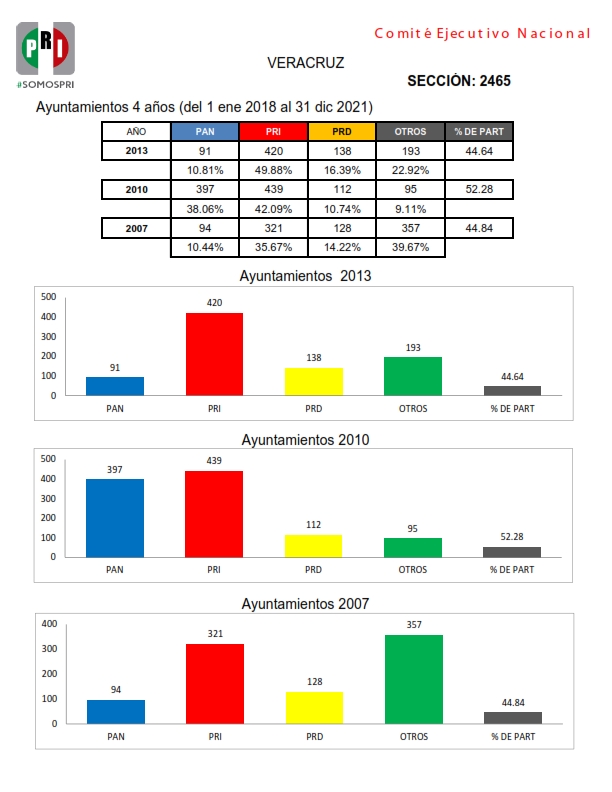 Comité Ejecutivo Nacional
PRI
#SOMOSPRI
VERACRUZ
SECCIÓN: 2465
Ayuntamientos 4 años (del 1 ene 2018 al 31 dic 2021)
AÑO PAN PRI PRD OTROS % DE PART
2013 91 420 138 193 44.64
10.81% 49.88% 16.39% 22.92%
2010 397 439 112 95 52.28
38.06% 42.09% 10.74% 9.11%
2007 94 321 128 357 44.84
10.44% 35.67% 14.22% 39.67%
Ayuntamientos 2013
500
400
300
200
100
0
91 420 138 193 44.64
PAN PRI PRD OTROS % DE PART
Ayuntamientos 2010
500
400
300
200
100
0
397 439 112 95 52.28
PAN PRI PRD OTROS % DE PART
Ayuntamientos 2007
400
300
200
100
0
94 321 128 357 44.84
PAN PRI PRD OTROS % DE PART